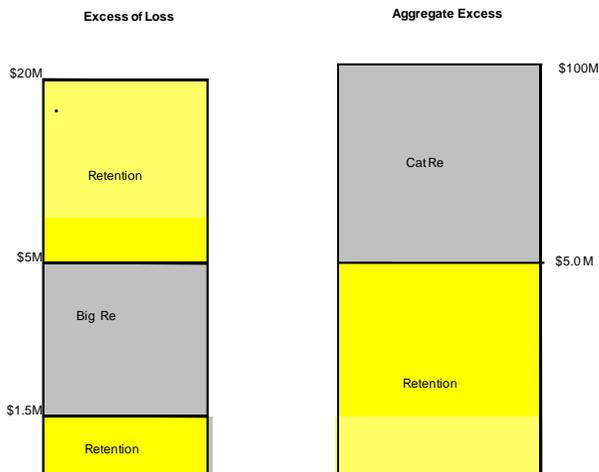 Excess of Loss
Aggregate Excess
$20M
$100M
Cat Re
Retention
$5M
$5.0 M
Big Re
Retention
$1.5M
Retention